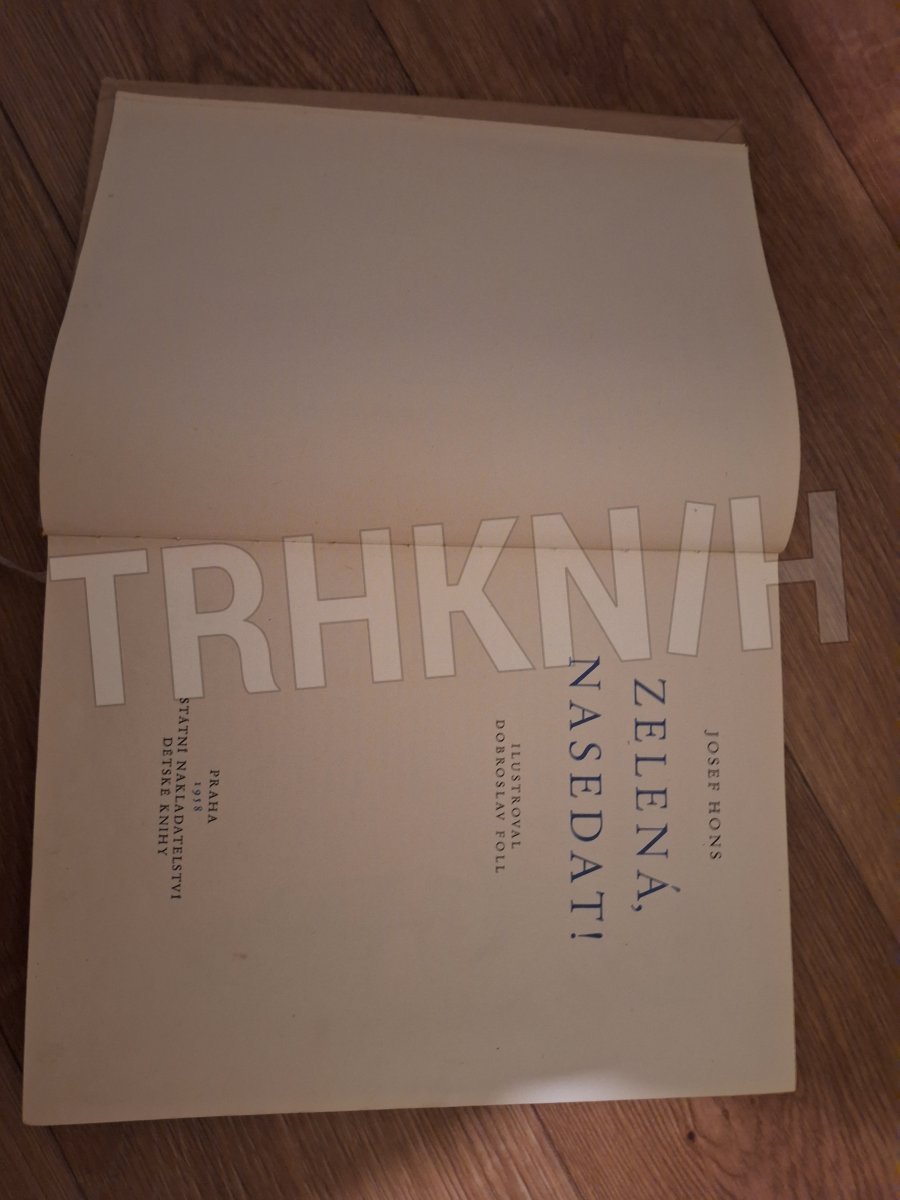 JOSEF HONS
ZELENÁ,
NASEDAT!
ILUSTROVAL
DOBROSLAV FOLL
PRAHA
1958
STÁTNÍ NAKLADATELSTVÍ
DĚTSKÉ KNIHY
TRHKNIH